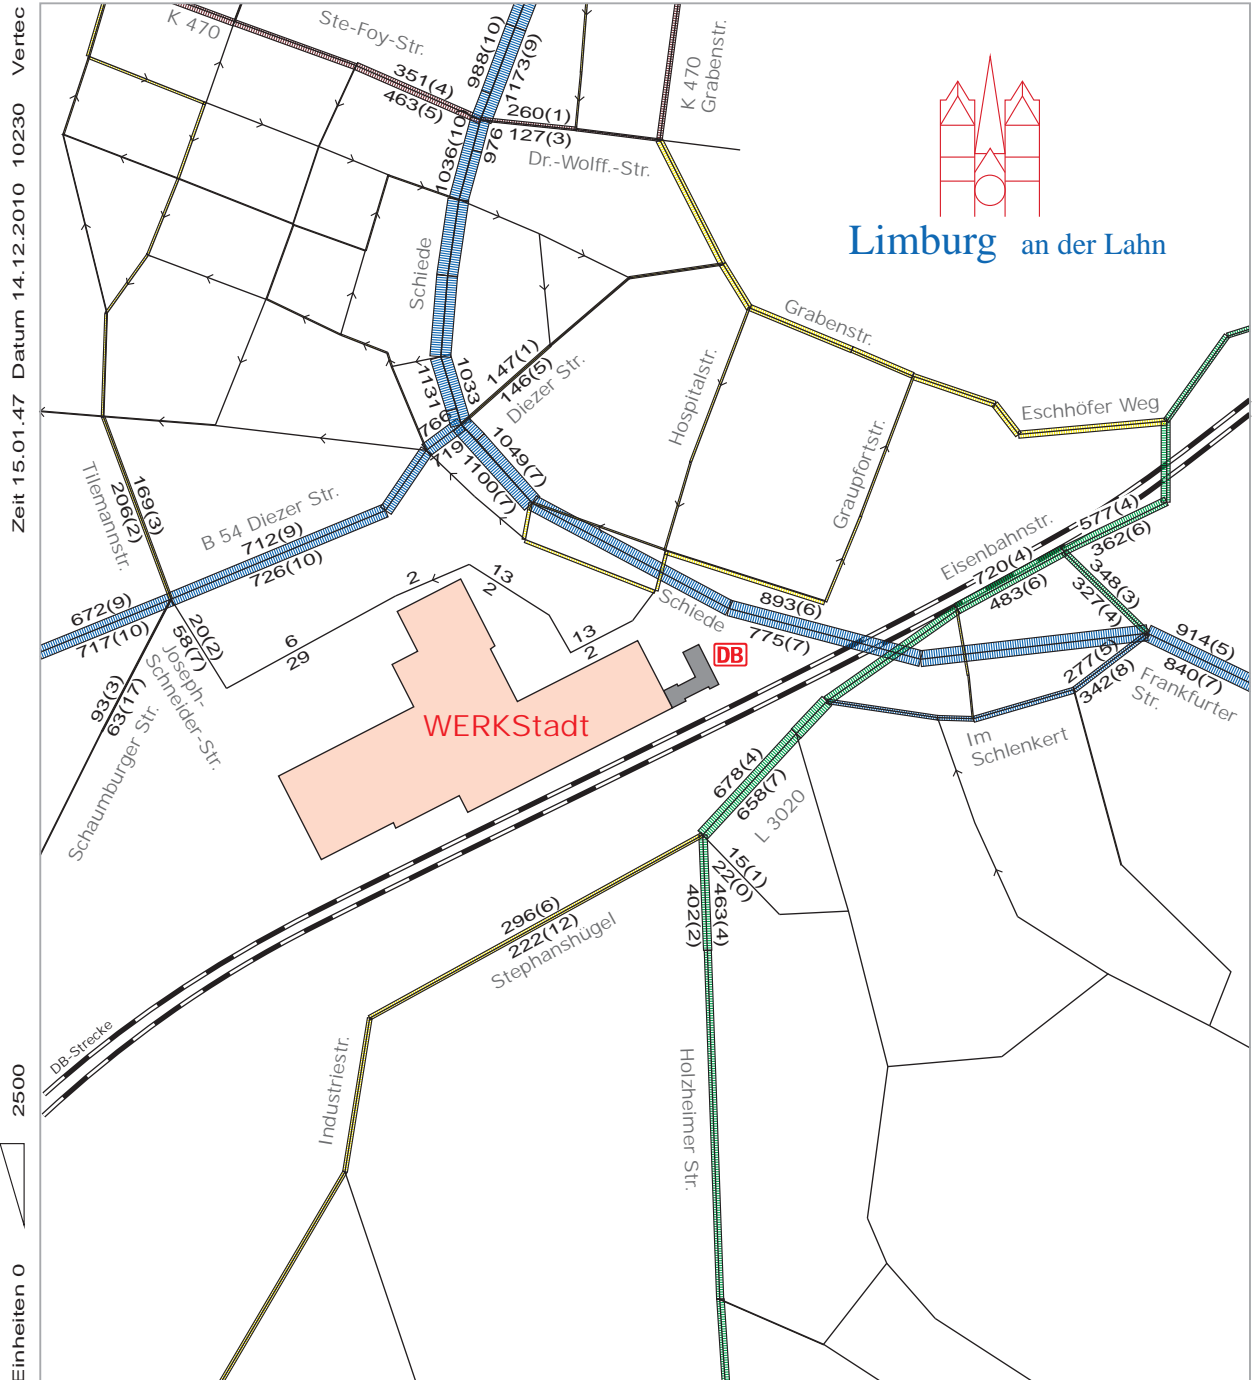 Zeit 15.01.47 Datum 14.12.2010 10230 Vertec
Einheiten 0 2500
K 470
Ste-Foy-Str.
351(4)
463(5)
988(10)
1173(9)
260(1)
127(3)
Dr.-Wolff.-Str.
K 470
Grabenstr.
1036(10)
976
Limburg an der Lahn
Schiede
Grabenstr.
1033
1131
147(1)
146(5)
Diezer Str.
Hospitalstr.
Graupfortstr.
Eschhöfer Weg
766
719
1049(7)
1100(7)
Tilemannstr.
169(3)
206(2)
B 54 Diezer Str.
712(9)
726(10)
672(9)
717(10)
20(2)
58(7)
Joseph-
Schneider-Str.
93(3)
63(17)
Schaumburger Str.
6
29
2
13
2
13
2
Schiede
893(6)
775(7)
Eisenbahnstr.
577(4)
362(6)
720(4)
483(6)
348(3)
327(4)
914(5)
840(7)
277(5)
342(8)
Frankfurter
Str.
Im
Schlenkert
DB
WERKStadt
678(4)
658(7)
L 3020
15(1)
22(0)
463(4)
402(2)
296(6)
222(12)
Stephanshügel
DB-Strecke
Industriestr.
Holzheimer Str.